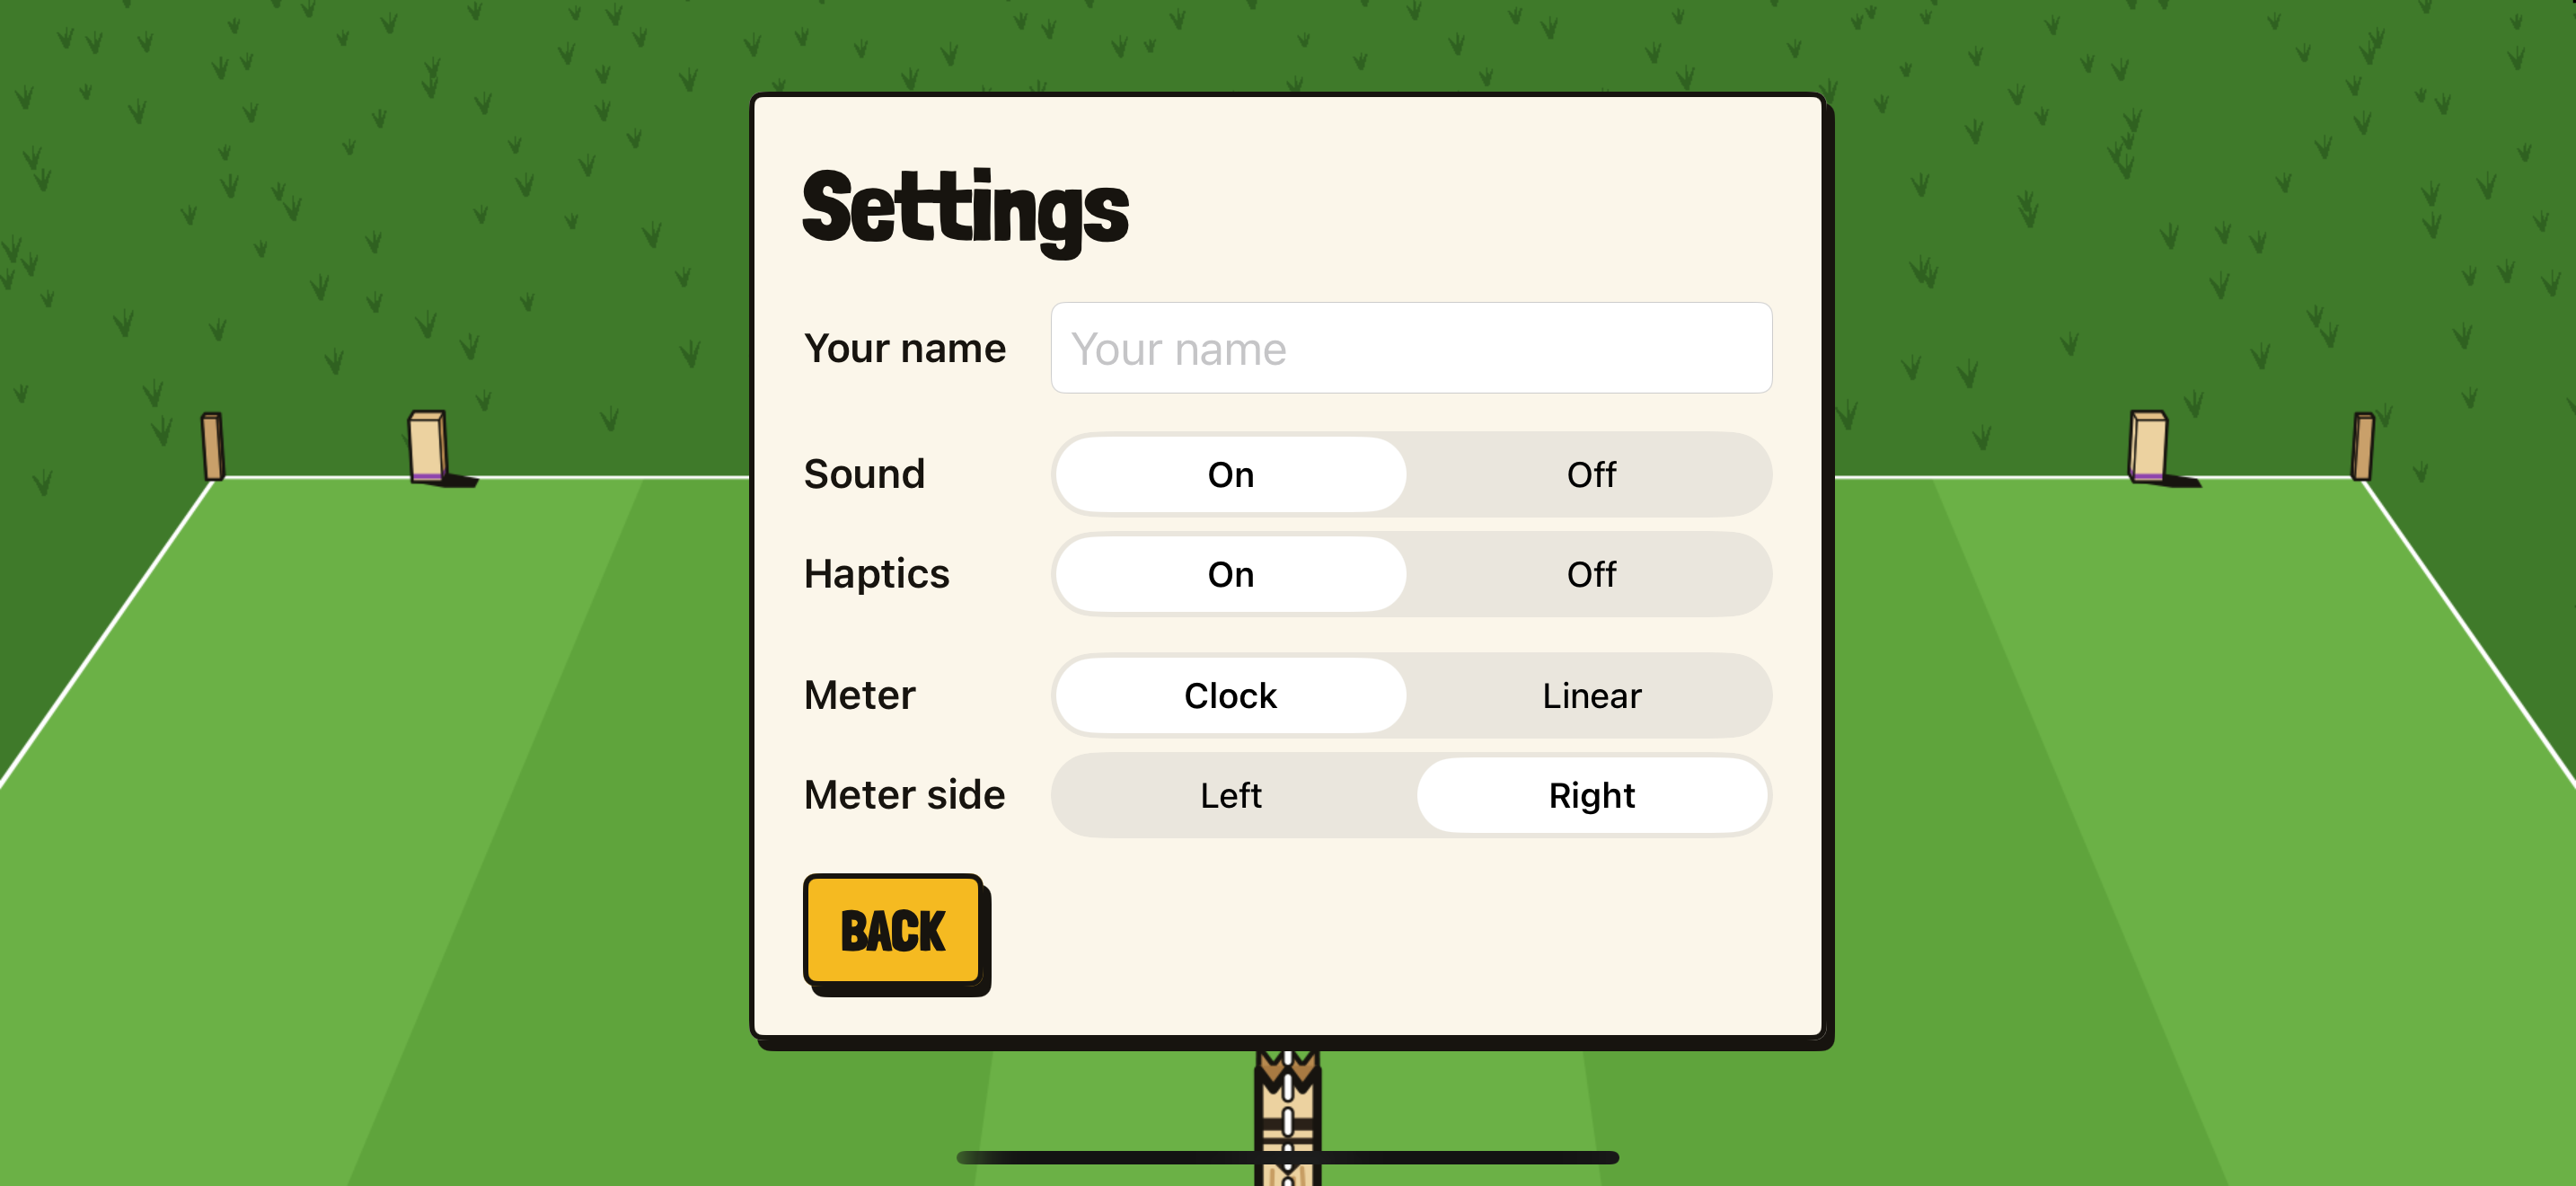 Settings
Your name Your name
Sound On Off
Haptics On Off
Meter Clock Linear
Meter side Left Right
BACK